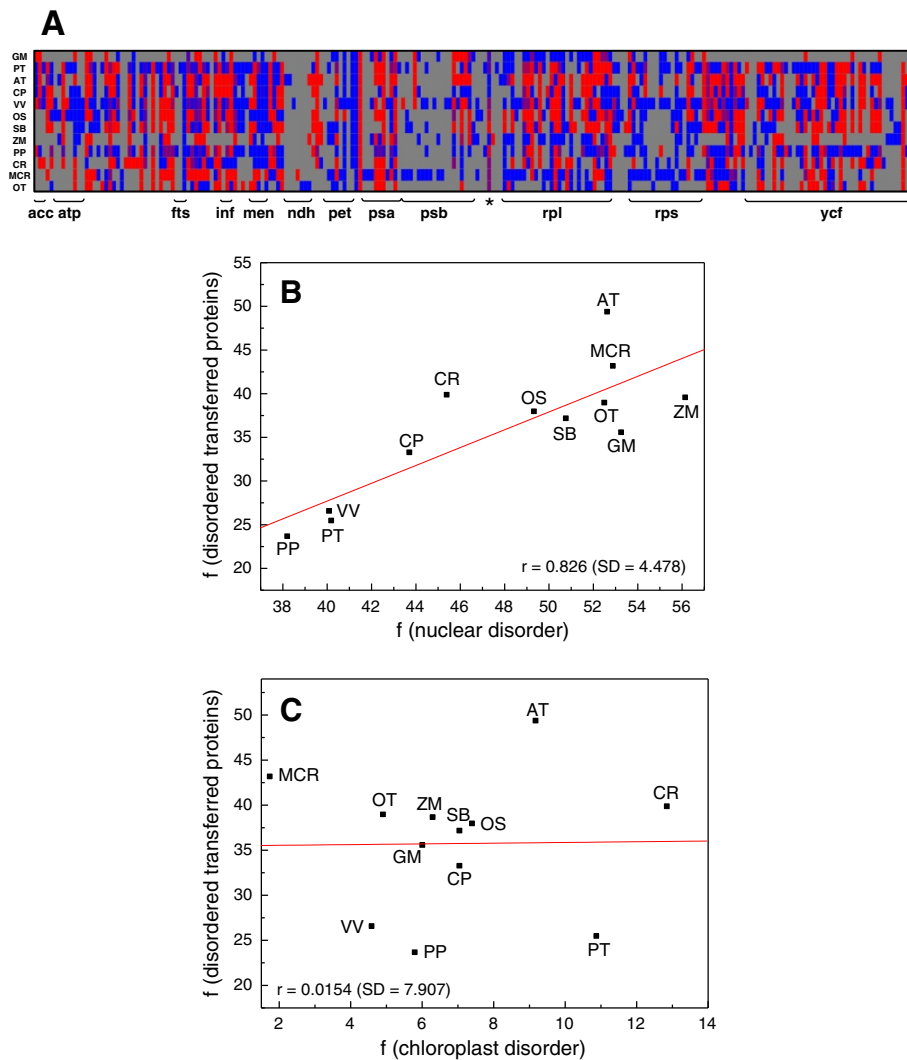 A
GM
PT
AT
CP
VV
OS
SB
ZM
PP
CR
MCR
OT
acc atp fts inf men ndh pet psa psb * rpl rps ycf
B
f (disordered transferred proteins)
55
50
45
40
35
30
25
20
AT
MCR
CR
OS
ZM
OT
SB
GM
CP
VV
PT
PP
r = 0.826 (SD = 4.478)
38 40 42 44 46 48 50 52 54 56
f (nuclear disorder)
C
f (disordered transferred proteins)
50
45
40
35
30
25
20
AT
MCR
CR
OT
ZM
SB
OS
GM
CP
VV
PP
PT
r = 0.0154 (SD = 7.907)
2 4 6 8 10 12 14
f (chloroplast disorder)